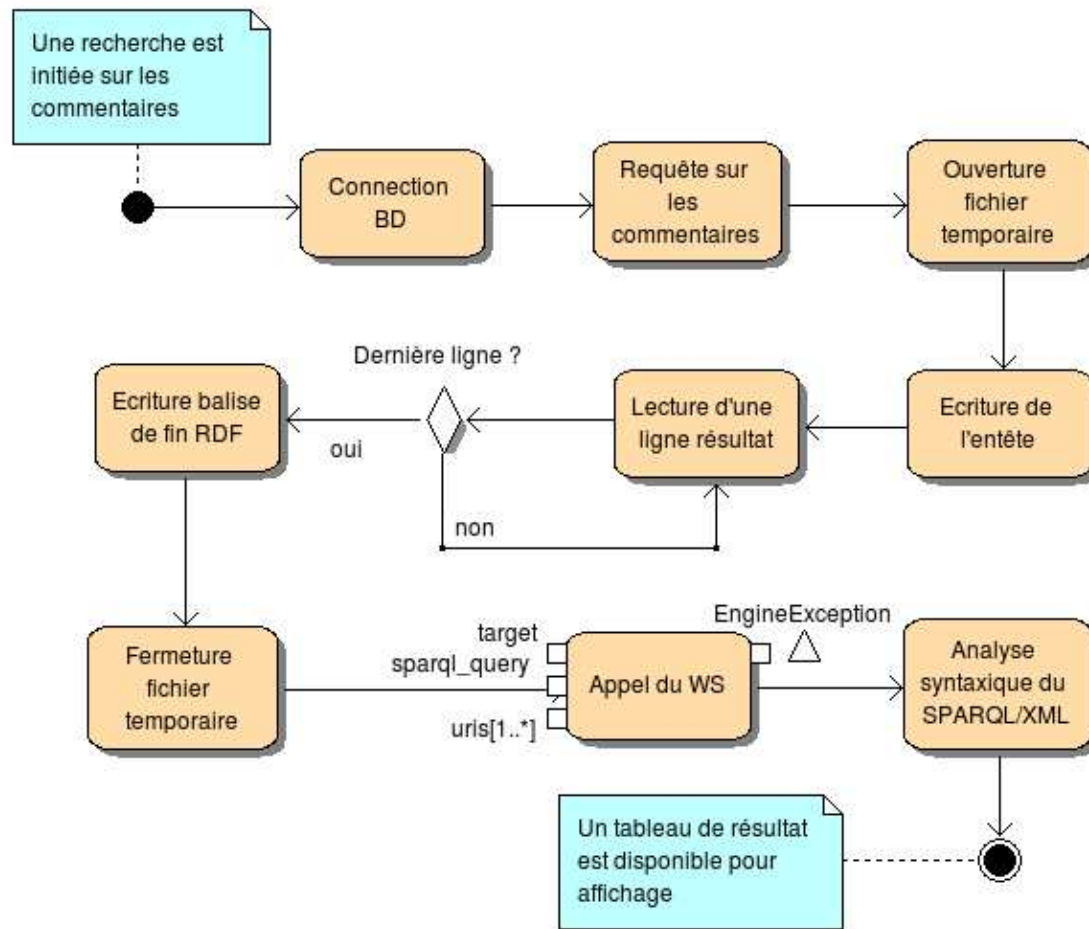 Une recherche est
initiée sur les
commentaires
Connection
BD
Requête sur
les
commentaires
Ouverture
fichier
temporaire
Dernière ligne ?
Ecriture balise
de fin RDF
oui
non
Lecture d'une
ligne résultat
Ecriture de
l'entête
Fermeture
fichier
temporaire
target
sparql_query
uris[1..*]
Appel du WS
EngineException
Analyse
syntaxique du
SPARQL/XML
Un tableau de résultat
est disponible pour
affichage